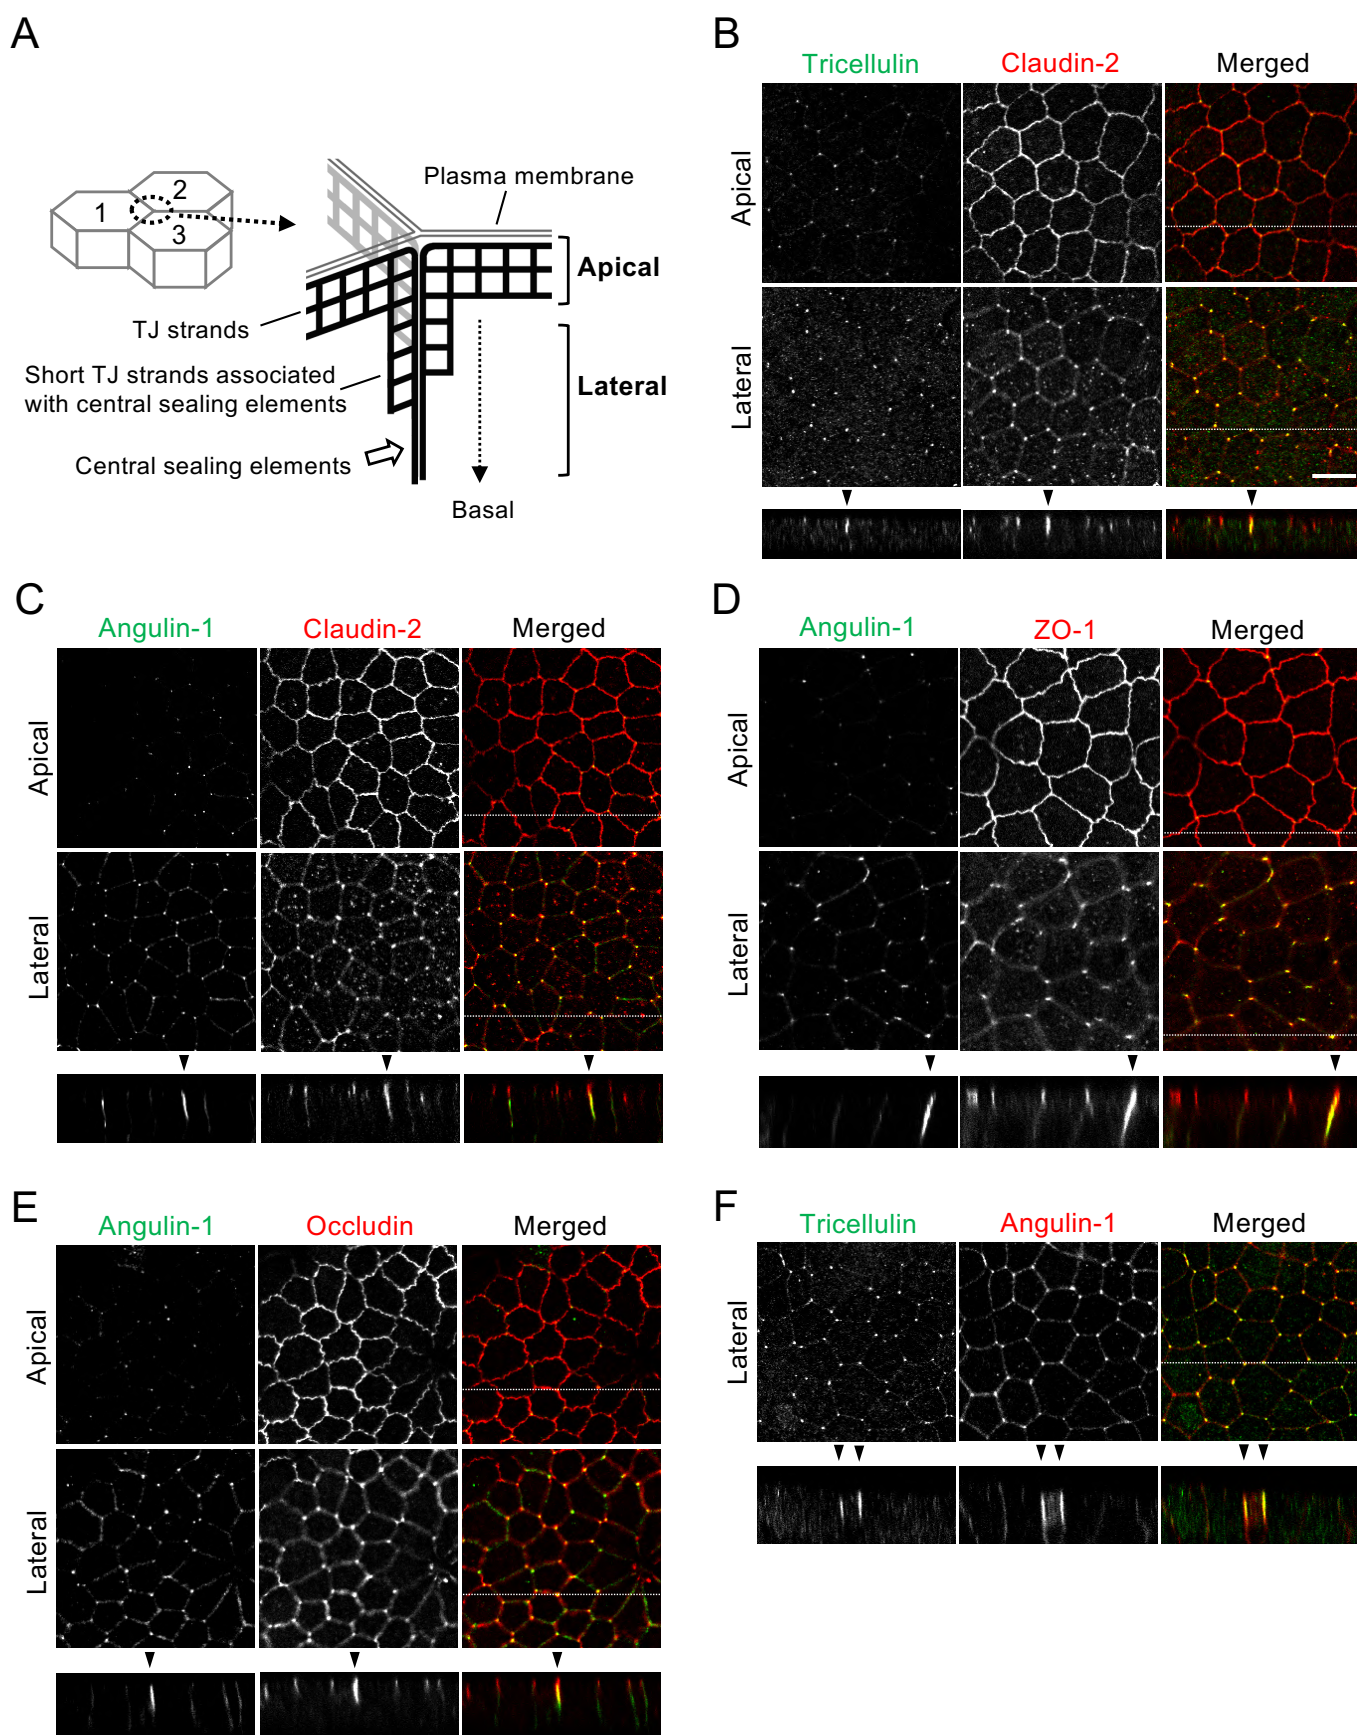 A
1
2
3
Plasma membrane
Apical
TJ strands
Short TJ strands associated
with central sealing elements
Lateral
Central sealing elements
Basal
B
Tricellulin
Claudin-2
Merged
Apical
Lateral
C
Angulin-1
Claudin-2
Merged
Apical
Lateral
D
Angulin-1
ZO-1
Merged
Apical
Lateral
E
Angulin-1
Occludin
Merged
Apical
Lateral
F
Tricellulin
Angulin-1
Merged
Lateral